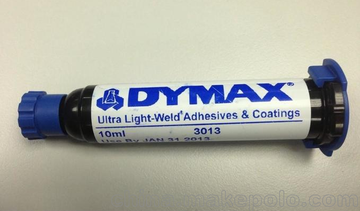 DYMAX®
Ultra Light-Weld® Adhesives & Coatings
10ml 3013
Use By JAN 31 2013